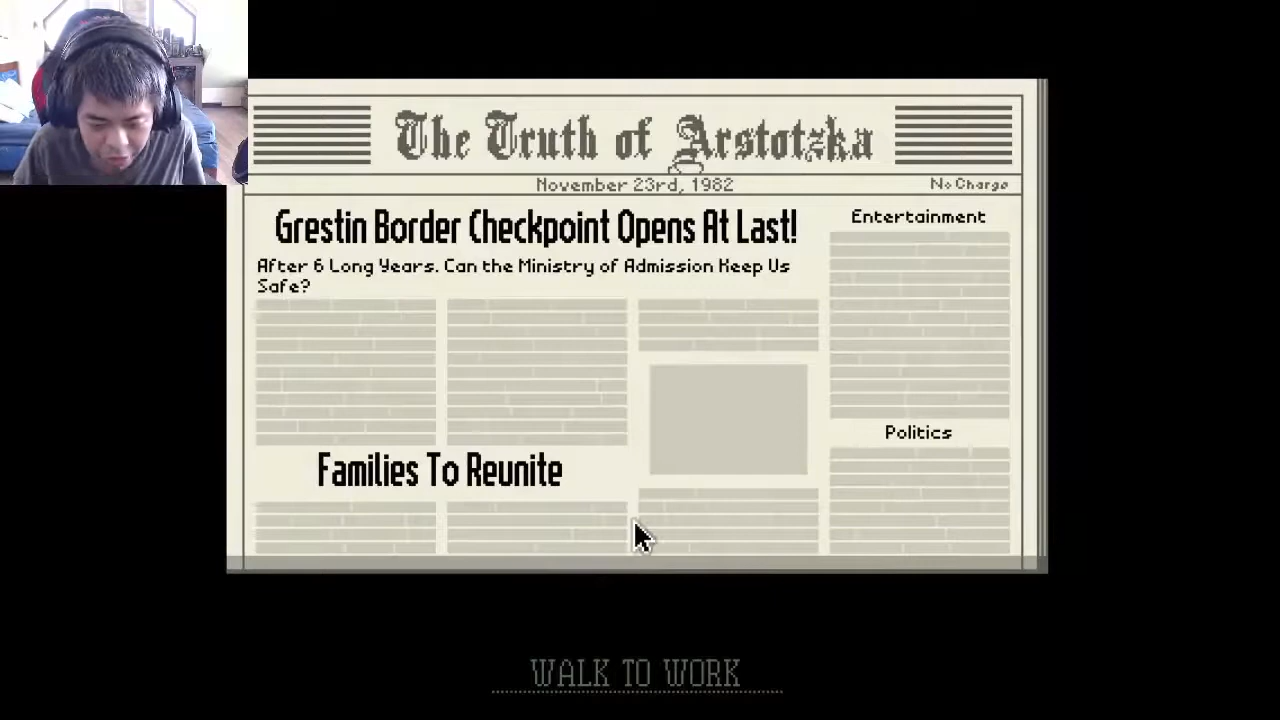 The Truth of Arstotzka
November 23rd, 1982
No Charge
Grestin Border Checkpoint Opens At Last!
After 6 Long Years. Can the Ministry of Admission Keep Us
Safe?
Families To Reunite
Entertainment
Politics
WALK TO WORK